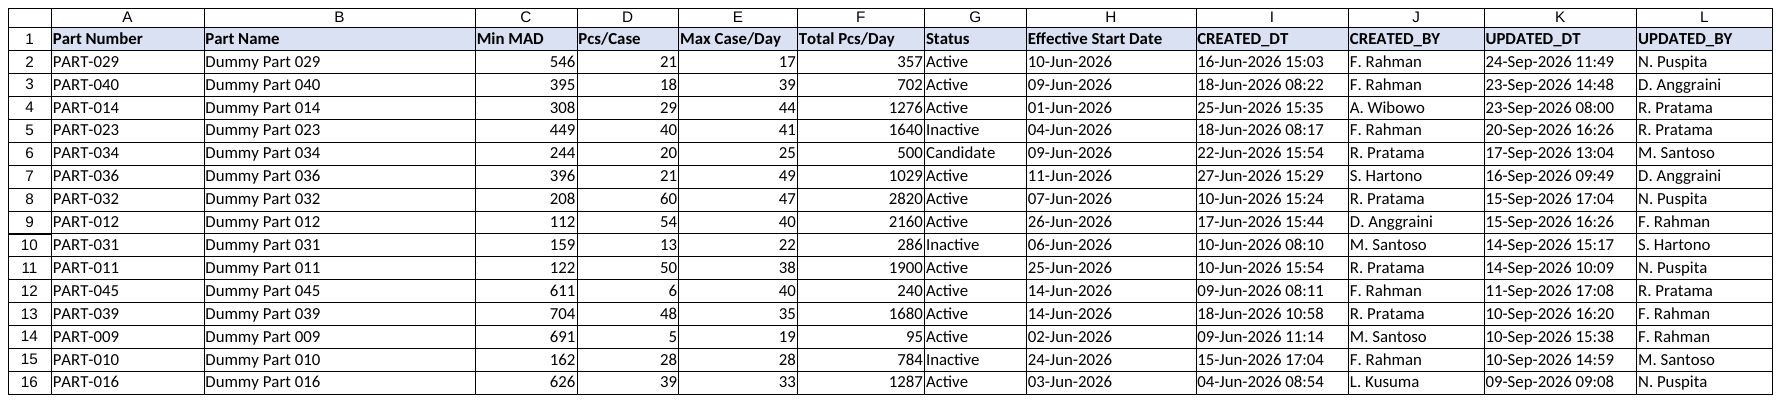 A B C D E F G H I J K L
1 Part Number Part Name Min MAD Pcs/Case Max Case/Day Total Pcs/Day Status Effective Start Date CREATED_DT CREATED_BY UPDATED_DT UPDATED_BY
2 PART-029 Dummy Part 029 546 21 17 357 Active 10-Jun-2026 16-Jun-2026 15:03 F. Rahman 24-Sep-2026 11:49 N. Puspita
3 PART-040 Dummy Part 040 395 18 39 702 Active 09-Jun-2026 18-Jun-2026 08:22 F. Rahman 23-Sep-2026 14:48 D. Anggraini
4 PART-014 Dummy Part 014 308 29 44 1276 Active 01-Jun-2026 25-Jun-2026 15:35 A. Wibowo 23-Sep-2026 08:00 R. Pratama
5 PART-023 Dummy Part 023 449 40 41 1640 Inactive 04-Jun-2026 18-Jun-2026 08:17 F. Rahman 20-Sep-2026 16:26 R. Pratama
6 PART-034 Dummy Part 034 244 20 25 500 Candidate 09-Jun-2026 22-Jun-2026 15:54 R. Pratama 17-Sep-2026 13:04 M. Santoso
7 PART-036 Dummy Part 036 396 21 49 1029 Active 11-Jun-2026 27-Jun-2026 15:29 S. Hartono 16-Sep-2026 09:49 D. Anggraini
8 PART-032 Dummy Part 032 208 60 47 2820 Active 07-Jun-2026 10-Jun-2026 15:24 R. Pratama 15-Sep-2026 17:04 N. Puspita
9 PART-012 Dummy Part 012 112 54 40 2160 Active 26-Jun-2026 17-Jun-2026 15:44 D. Anggraini 15-Sep-2026 16:26 F. Rahman
10 PART-031 Dummy Part 031 159 13 22 286 Inactive 06-Jun-2026 10-Jun-2026 08:10 M. Santoso 14-Sep-2026 15:17 S. Hartono
11 PART-011 Dummy Part 011 122 50 38 1900 Active 25-Jun-2026 10-Jun-2026 15:54 R. Pratama 14-Sep-2026 10:09 N. Puspita
12 PART-045 Dummy Part 045 611 6 40 240 Active 14-Jun-2026 09-Jun-2026 08:11 F. Rahman 11-Sep-2026 17:08 R. Pratama
13 PART-039 Dummy Part 039 704 48 35 1680 Active 14-Jun-2026 18-Jun-2026 10:58 R. Pratama 10-Sep-2026 16:20 F. Rahman
14 PART-009 Dummy Part 009 691 5 19 95 Active 02-Jun-2026 09-Jun-2026 11:14 M. Santoso 10-Sep-2026 15:38 F. Rahman
15 PART-010 Dummy Part 010 162 28 28 784 Inactive 24-Jun-2026 15-Jun-2026 17:04 F. Rahman 10-Sep-2026 14:59 M. Santoso
16 PART-016 Dummy Part 016 626 39 33 1287 Active 03-Jun-2026 04-Jun-2026 08:54 L. Kusuma 09-Sep-2026 09:08 N. Puspita